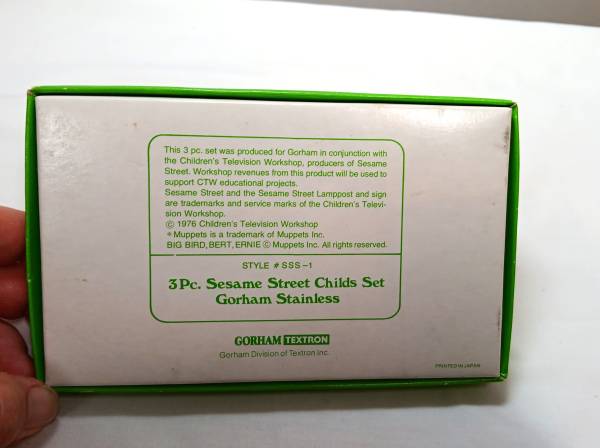 This 3 pc. set was produced for Gorham in conjunction with
the Children's Television Workshop, producers of Sesame
Street. Workshop revenues from this product will be used to
support CTW educational projects.
Sesame Street and the Sesame Street Lamppost and sign
are trademarks and service marks of the Children's Televi-
sion Workshop.
© 1976 Children's Television Workshop
*Muppets is a trademark of Muppets Inc.
BIG BIRD, BERT, ERNIE © Muppets Inc. All rights reserved.
STYLE # SSS-1
3 Pc. Sesame Street Childs Set
Gorham Stainless
GORHAM TEXTRON
Gorham Division of Textron Inc.
PRINTED IN JAPAN